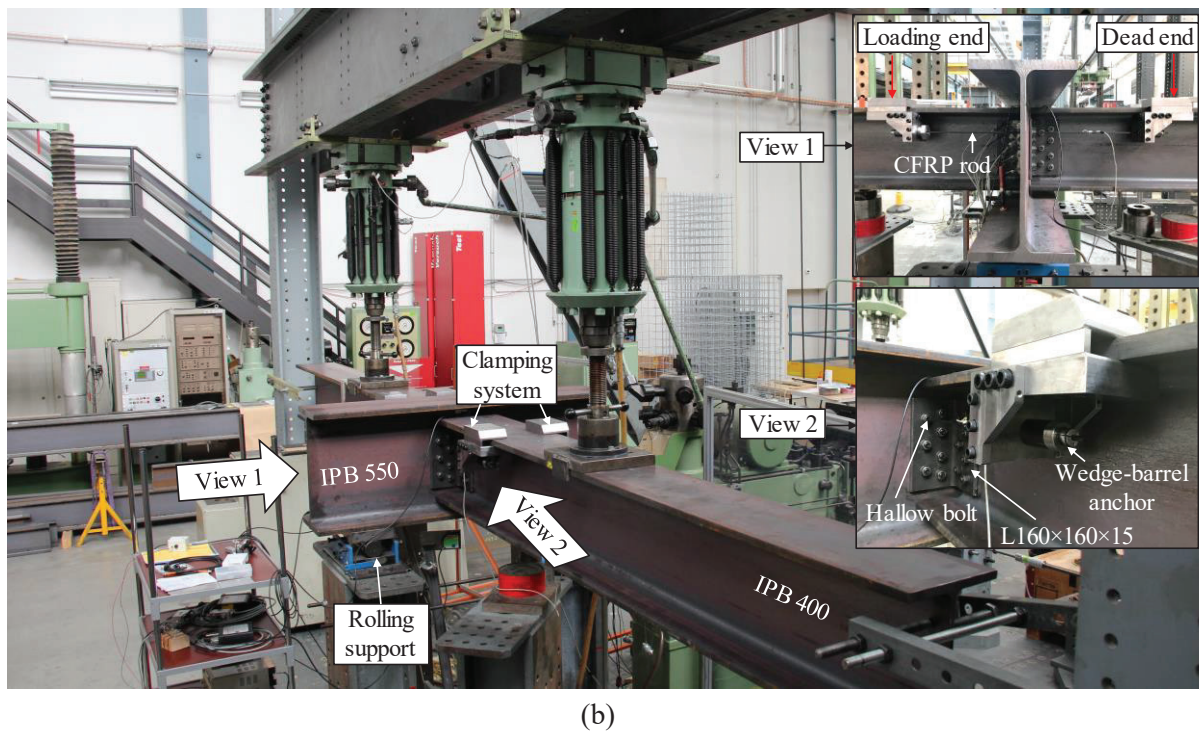 Loading end
Dead end
View 1
CFRP rod
Clamping
system
View 2
Wedge-barrel
anchor
Hallow bolt
L160×160×15
View 1
IPB 550
View 2
IPB 400
Rolling
support
(b)